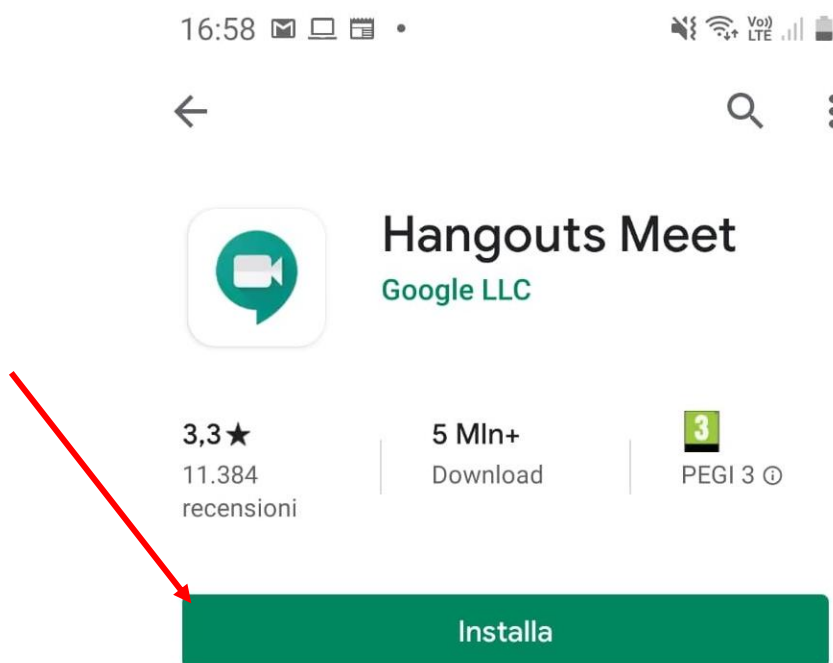 16:58
Vo))
LTE
Hangouts Meet
Google LLC
3,3★
11.384
recensioni
5 Mln+
Download
3
PEGI 3
Installa